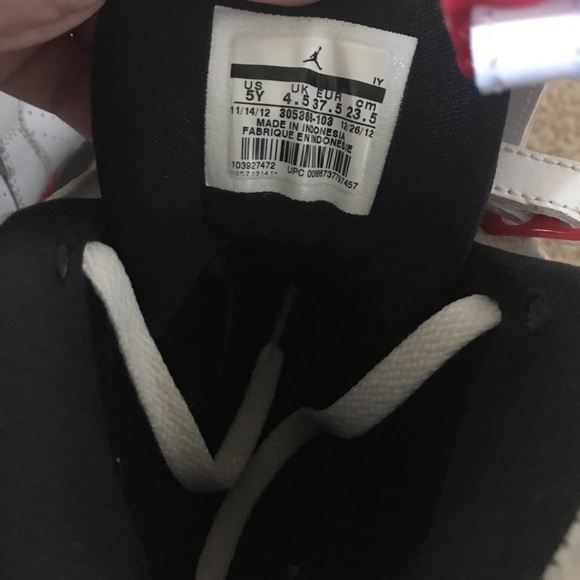 IY
US UK EUR cm
5Y 4.5 37.5 23.5
11/14/12 305368-103 12/26/12
MADE IN INDONESIA
FABRIQUE EN INDONESIE
103927472
UPC